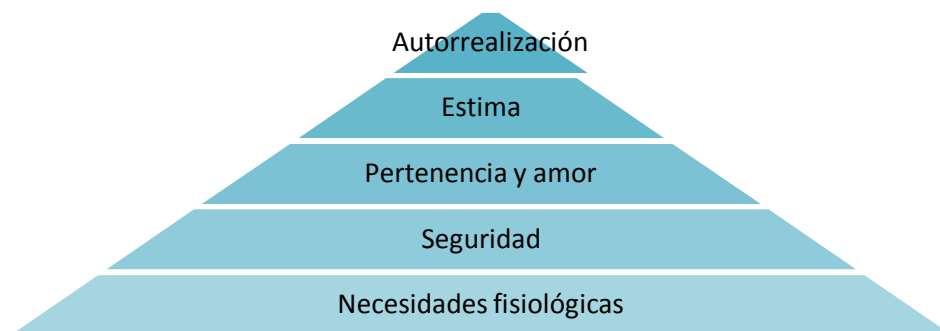 Autorrealización
Estima
Pertenencia y amor
Seguridad
Necesidades fisiológicas